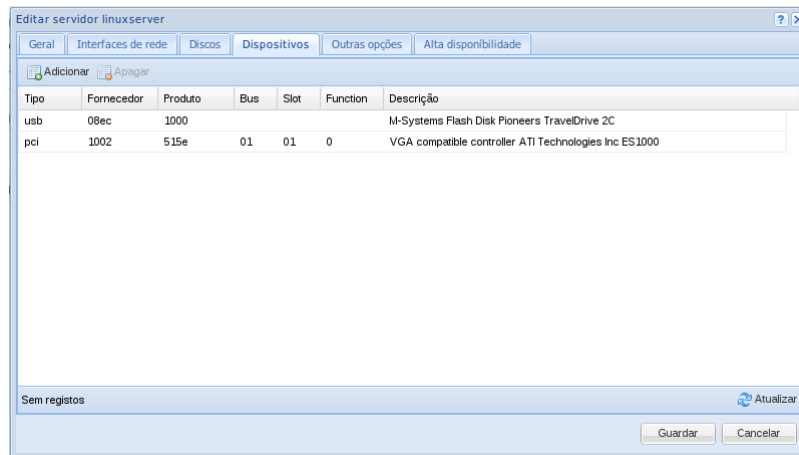 Editar servidor linuxserver
Geral Interfaces de rede Discos Dispositivos Outras opções Alta disponíbilidade
Adicionar Apagar
Tipo Fornecedor Produto Bus Slot Function Descrição
usb 08ec 1000 M-Systems Flash Disk Pioneers TravelDrive 2C
pci 1002 515e 01 01 0 VGA compatible controller ATI Technologies Inc ES1000
Sem registos Atualizar
Guardar Cancelar